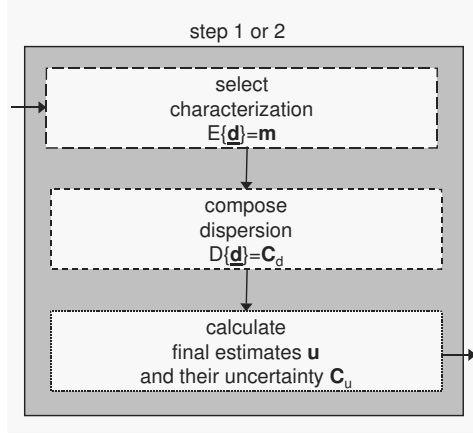 step 1 or 2
select
characterization
E{d}=m
compose
dispersion
D{d}=Cd
calculate
final estimates u
and their uncertainty Cu